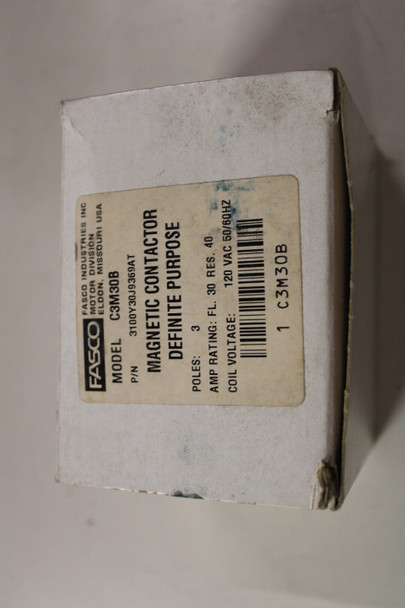 FASCO
FASCO INDUSTRIES INC
MOTOR DIVISION
ELDON, MISSOURI USA
MODEL C3M30B
P/N 3100Y30J9369AT
MAGNETIC CONTACTOR
DEFINITE PURPOSE
POLES: 3
AMP RATING: FL. 30 RES. 40
COIL VOLTAGE: 120 VAC 50/60HZ
1 C3M30B